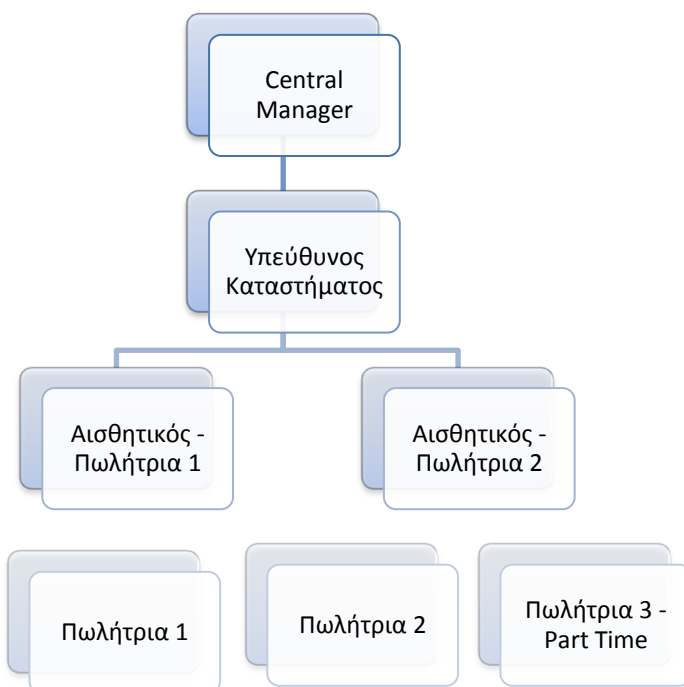 Central
Manager
Υπεύθυνος
Καταστήματος
Αισθητικός -
Πωλήτρια 1
Αισθητικός -
Πωλήτρια 2
Πωλήτρια 1
Πωλήτρια 2
Πωλήτρια 3 -
Part Time